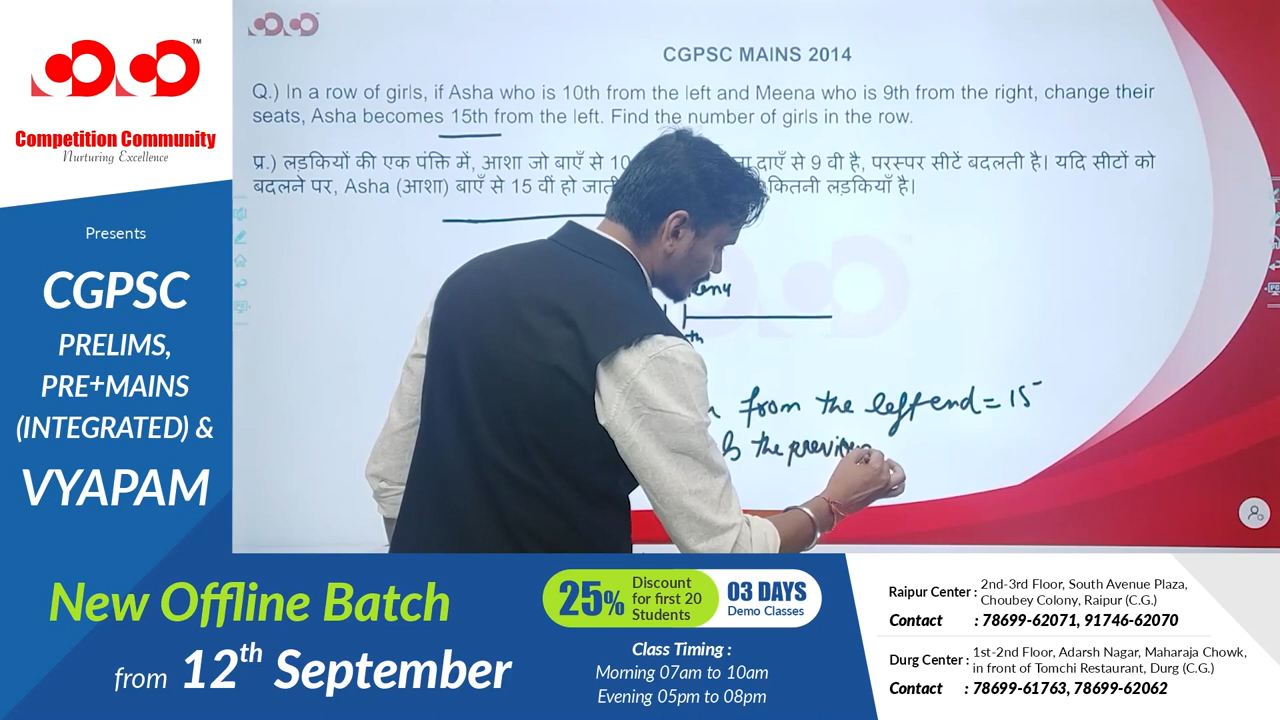 TM
Competition Community
Nurturing Excellence
Presents
CGPSC
PRELIMS,
PRE+MAINS
(INTEGRATED) &
VYAPAM
CGPSC MAINS 2014
Q.) In a row of girls, if Asha who is 10th from the left and Meena who is 9th from the right, change their
seats, Asha becomes 15th from the left. Find the number of girls in the row.
प्र.) लड़कियों की एक पंक्ति में, आशा जो बाएँ से 10 दाएँ से 9 वी है, परस्पर सीटें बदलती है। यदि सीटों को
बदलने पर, Asha (आशा) बाएँ से 15 वीं हो कितनी लड़कियाँ है।
th
from the left end = 15
the
New Offline Batch
from 12th September
25% Discount for first 20 Students
03 DAYS
Demo Classes
Class Timing :
Morning 07am to 10am
Evening 05pm to 08pm
Raipur Center : 2nd-3rd Floor, South Avenue Plaza,
Choubey Colony, Raipur (C.G.)
Contact : 78699-62071, 91746-62070
Durg Center : 1st-2nd Floor, Adarsh Nagar, Maharaja Chowk,
in front of Tomchi Restaurant, Durg (C.G.)
Contact : 78699-61763, 78699-62062